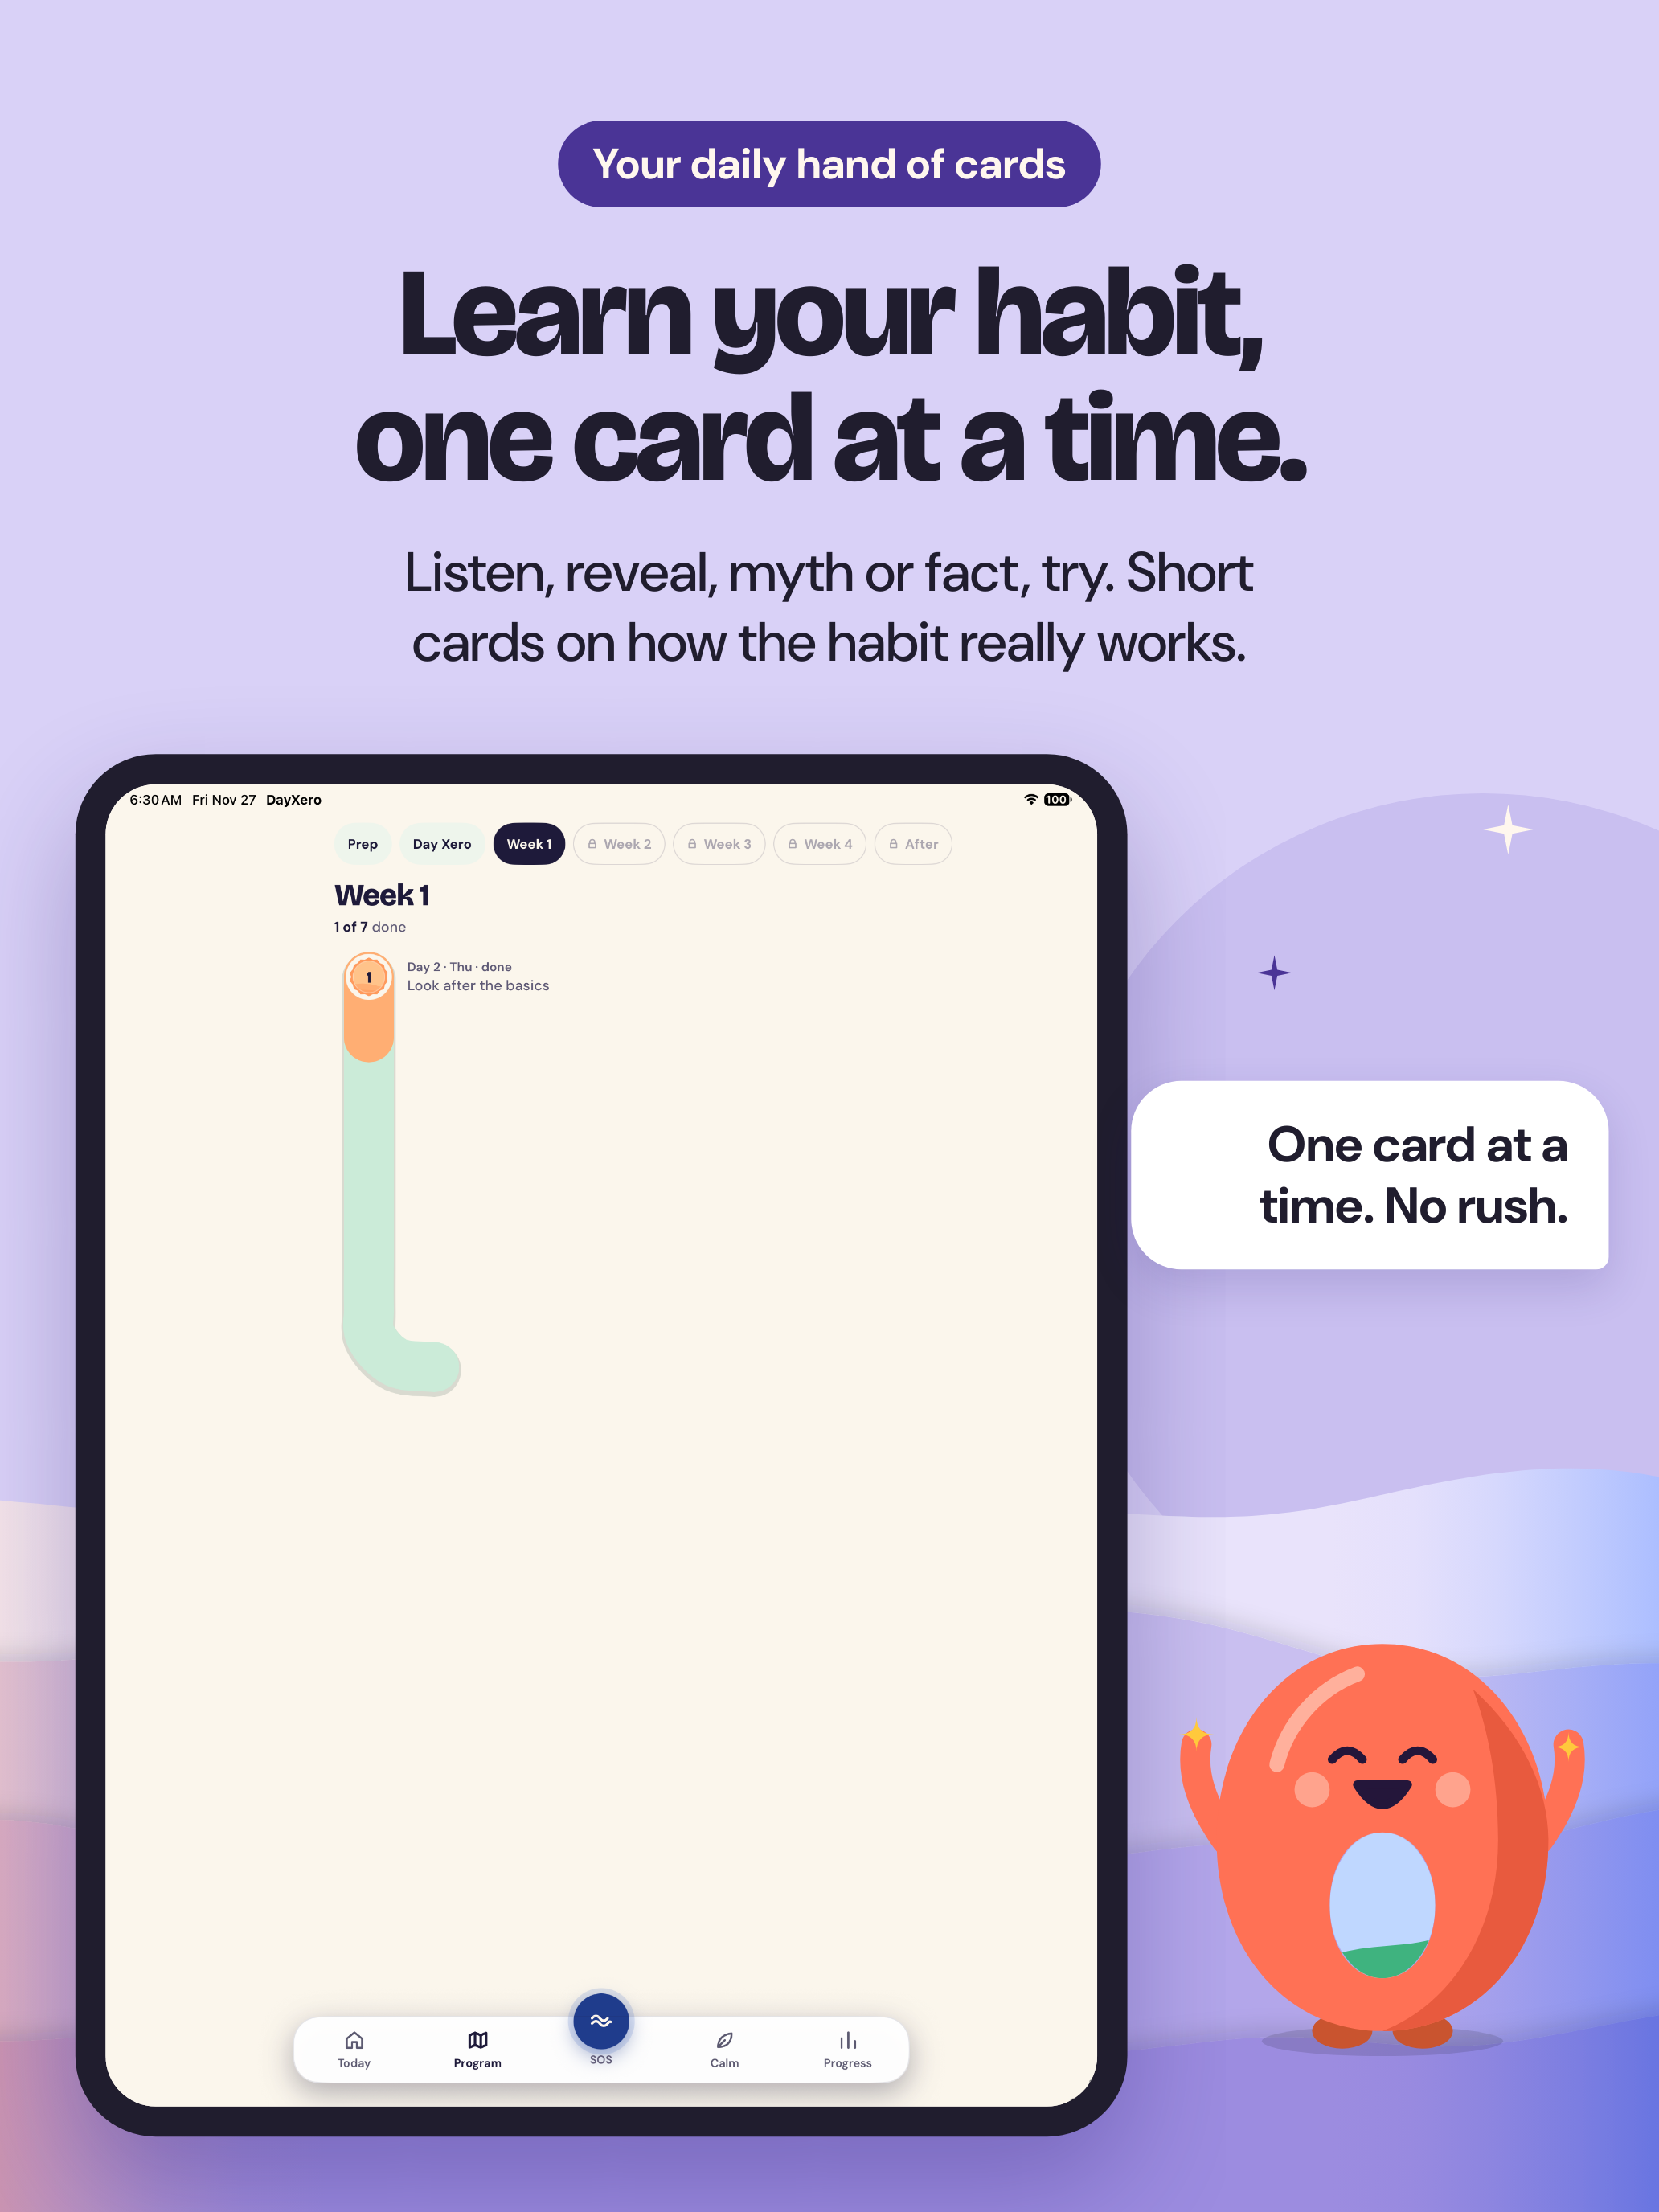 Your daily hand of cards
Learn your habit,
one card at a time.
Listen, reveal, myth or fact, try. Short
cards on how the habit really works.
6:30 AM Fri Nov 27 DayXero
100
Prep
Day Xero
Week 1
Week 2
Week 3
Week 4
After
Week 1
1 of 7 done
1
Day 2 · Thu · done
Look after the basics
One card at a
time. No rush.
Today
Program
SOS
Calm
Progress